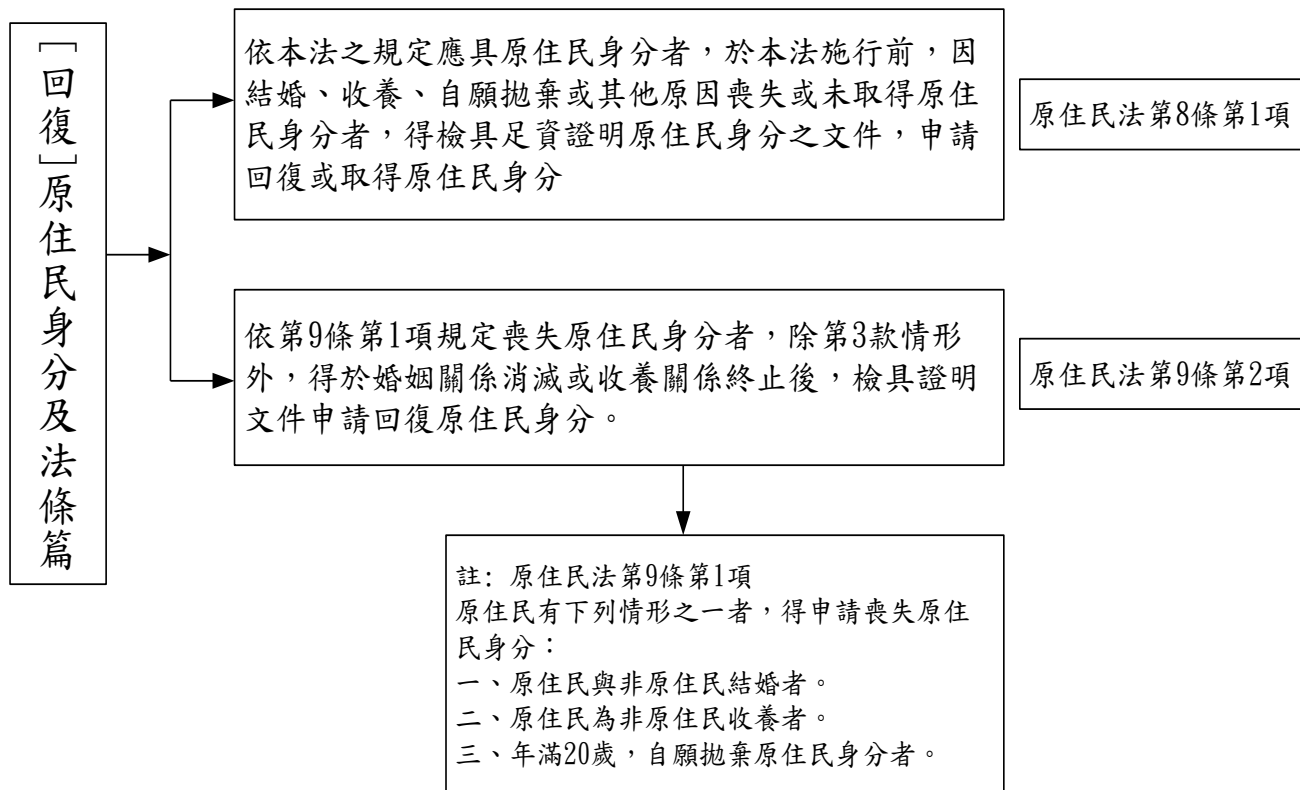 ［回復］原住民身分及法條篇
依本法之規定應具原住民身分者，於本法施行前，因
結婚、收養、自願拋棄或其他原因喪失或未取得原住
民身分者，得檢具足資證明原住民身分之文件，申請
回復或取得原住民身分
原住民法第8條第1項
依第9條第1項規定喪失原住民身分者，除第3款情形
外，得於婚姻關係消滅或收養關係終止後，檢具證明
文件申請回復原住民身分。
原住民法第9條第2項
註: 原住民法第9條第1項
原住民有下列情形之一者，得申請喪失原住
民身分：
一、原住民與非原住民結婚者。
二、原住民為非原住民收養者。
三、年滿20歲，自願拋棄原住民身分者。